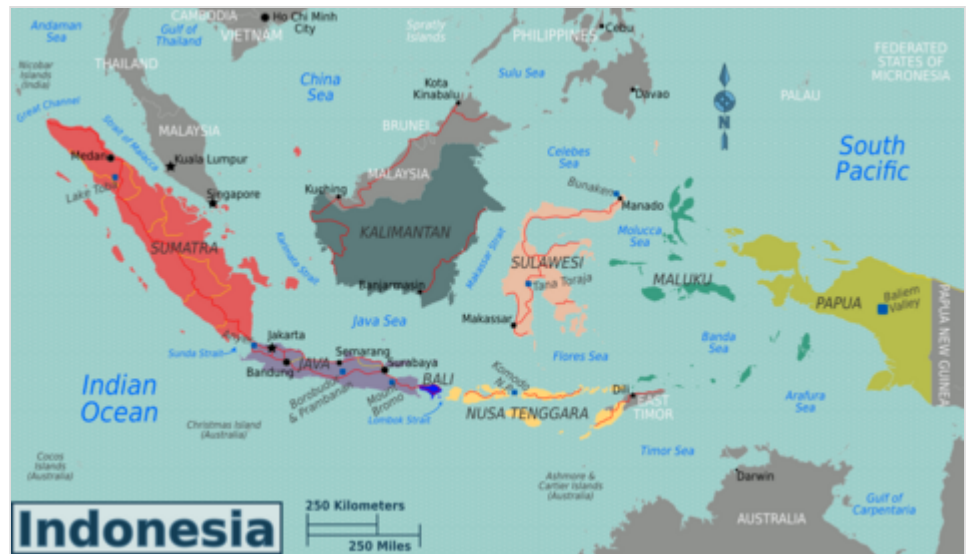 CAMBODIA
Ho Chi Minh
City
VIETNAM
Andaman
Sea
Gulf of
Thailand
Spratly
Islands
PHILIPPINES
Cebu
FEDERATED
STATES OF
MICRONESIA
THAILAND
Nicobar
Islands
(India)
China
Sea
Sulu Sea
Kota
Kinabalu
Davao
PALAU
Great Channel
Strait of Malacca
MALAYSIA
BRUNEI
N
South
Pacific
Medan
Kuala Lumpur
Celebes
Sea
MALAYSIA
Lake Toba
Singapore
Kuching
Bunaken
Manado
SUMATRA
KALIMANTAN
Molucca
Sea
Karimata Strait
Makassar Strait
SULAWESI
Tana Toraja
MALUKU
Banjarmasin
PAPUA
Baliem
Valley
PAPUA NEW GUINEA
Java Sea
Makassar
Banda
Sea
Jakarta
Sunda Strait
Semarang
JAVA
Surabaya
Flores Sea
Bandung
Borobudur
& Prambanan
Mount
Bromo
BALI
Komodo
N.P.
Dili
EAST
TIMOR
Indian
Ocean
Lombok Strait
NUSA TENGGARA
Arafura
Sea
Christmas Island
(Australia)
Timor Sea
Cocos
Islands
(Australia)
Ashmore &
Cartier Islands
(Australia)
Darwin
Gulf of
Carpentaria
AUSTRALIA
Indonesia
250 Kilometers
250 Miles